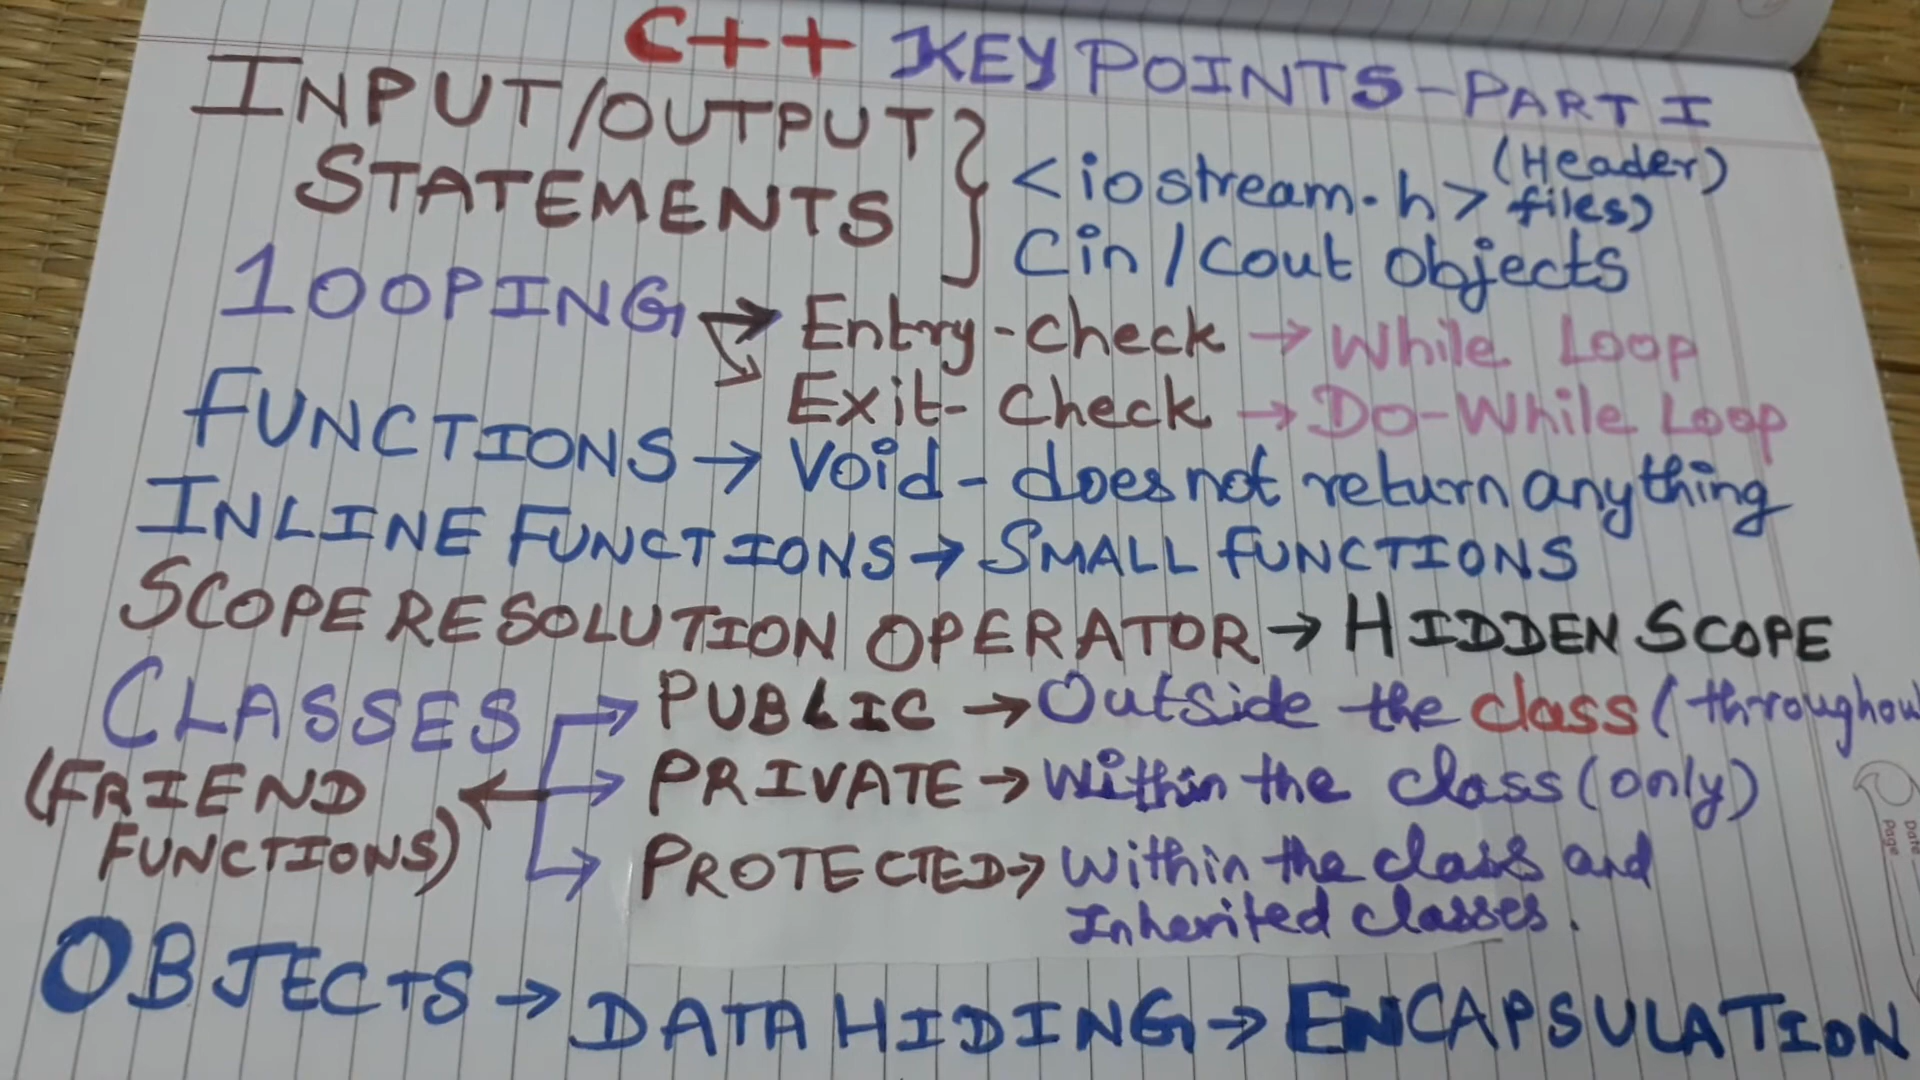 C++ KEY POINTS - PART I
INPUT/OUTPUT
STATEMENTS
<iostream.h> (Header files)
Cin / Cout objects
LOOPING → Entry-check → While Loop
Exit-check → Do-While Loop
FUNCTIONS → Void - does not return anything
INLINE FUNCTIONS → SMALL FUNCTIONS
SCOPE RESOLUTION OPERATOR → HIDDEN SCOPE
CLASSES → PUBLIC → Outside the class (throughou
(FRIEND FUNCTIONS) ← → PRIVATE → Within the class (only)
→ PROTECTED → Within the class and
Inherited classes.
OBJECTS → DATA HIDING → ENCAPSULATION
Date
Page